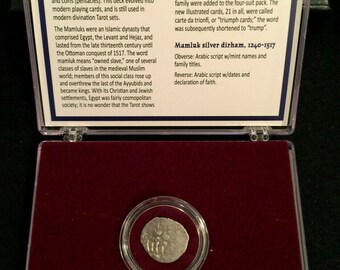 and coins (pentacles). This deck evolved into
modern playing cards, and is still used in
modern divination Tarot sets.
The Mamluks were an Islamic dynasty that
comprised Egypt, the Levant and Hejaz, and
lasted from the late thirteenth century until
the Ottoman conquest of 1517. The word
mamluk means "owned slave," one of several
classes of slaves in the medieval Muslim
world; members of this social class rose up
and overthrew the last of the Ayyubids and
became kings. With its Christian and Jewish
settlements, Egypt was fairly cosmopolitan
society; it is no wonder that the Tarot shows
family were added to the four-suit pack. The
new illustrated cards, 21 in all, were called
carte da trionfi, or "triumph cards;" the word
was subsequently shortened to "trump".
Mamluk silver dirham, 1240-1517
Obverse: Arabic script w/mint names and
family titles.
Reverse: Arabic script w/dates and
declaration of faith.